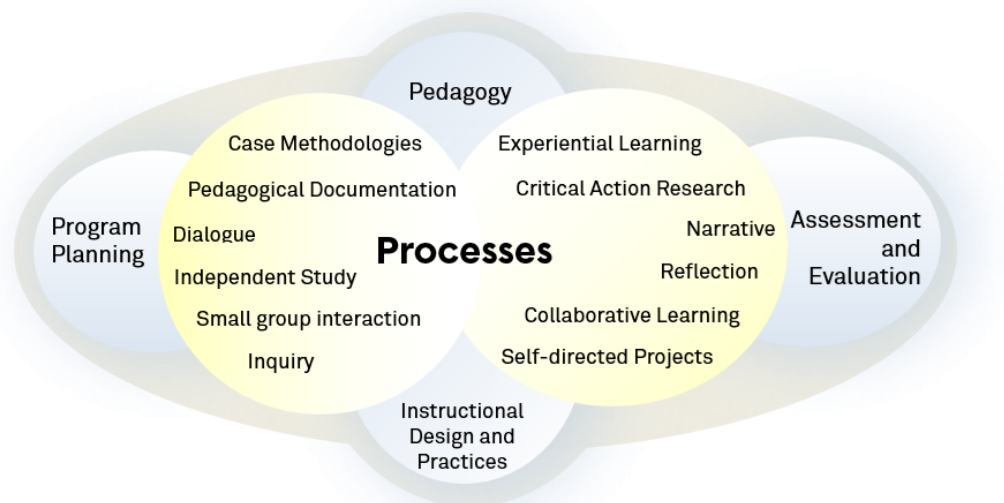 Pedagogy
Case Methodologies
Experiential Learning
Pedagogical Documentation
Critical Action Research
Program
Planning
Dialogue
Narrative
Assessment
and
Evaluation
Processes
Independent Study
Reflection
Small group interaction
Collaborative Learning
Inquiry
Self-directed Projects
Instructional
Design and
Practices